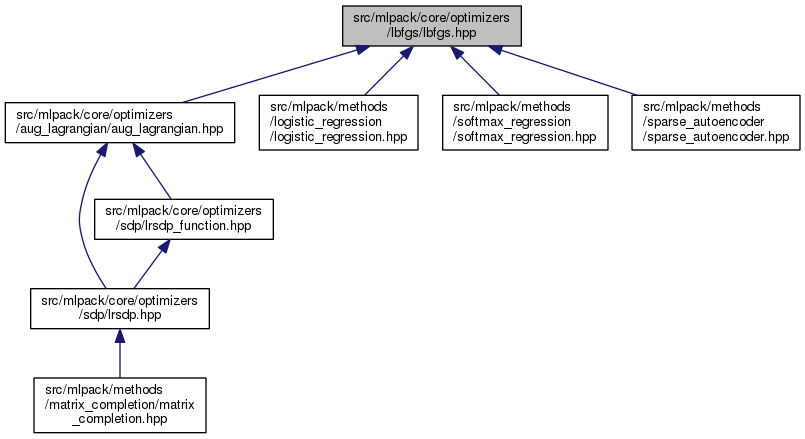 src/mlpack/core/optimizers
/lbfgs/lbfgs.hpp
src/mlpack/core/optimizers
/aug_lagrangian/aug_lagrangian.hpp
src/mlpack/methods
/logistic_regression
/logistic_regression.hpp
src/mlpack/methods
/softmax_regression
/softmax_regression.hpp
src/mlpack/methods
/sparse_autoencoder
/sparse_autoencoder.hpp
src/mlpack/core/optimizers
/sdp/lrsdp_function.hpp
src/mlpack/core/optimizers
/sdp/lrsdp.hpp
src/mlpack/methods
/matrix_completion/matrix
_completion.hpp